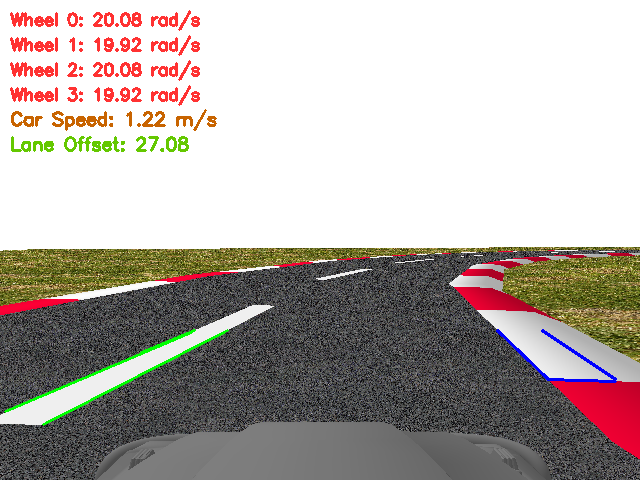 Wheel 0: 20.08 rad/s
Wheel 1: 19.92 rad/s
Wheel 2: 20.08 rad/s
Wheel 3: 19.92 rad/s
Car Speed: 1.22 m/s
Lane Offset: 27.08